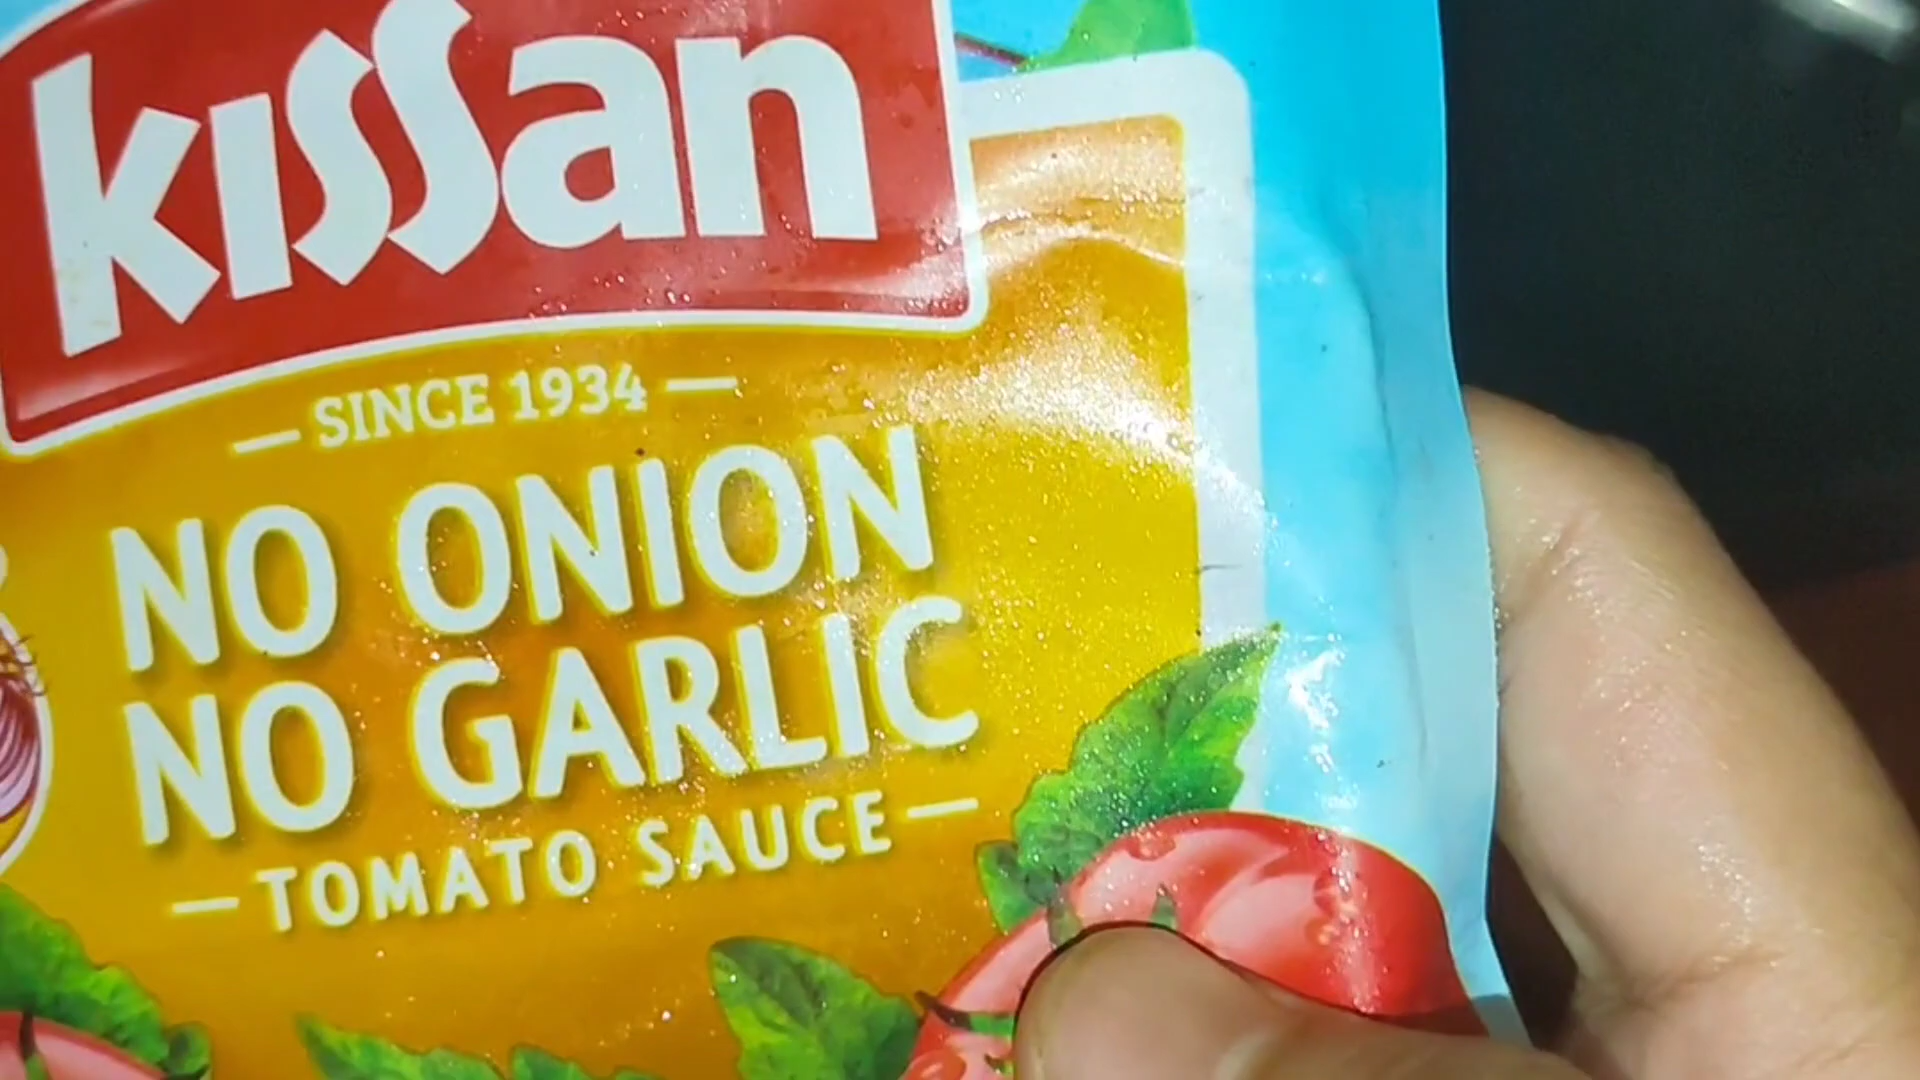 kissan
SINCE 1934
NO ONION
NO GARLIC
TOMATO SAUCE